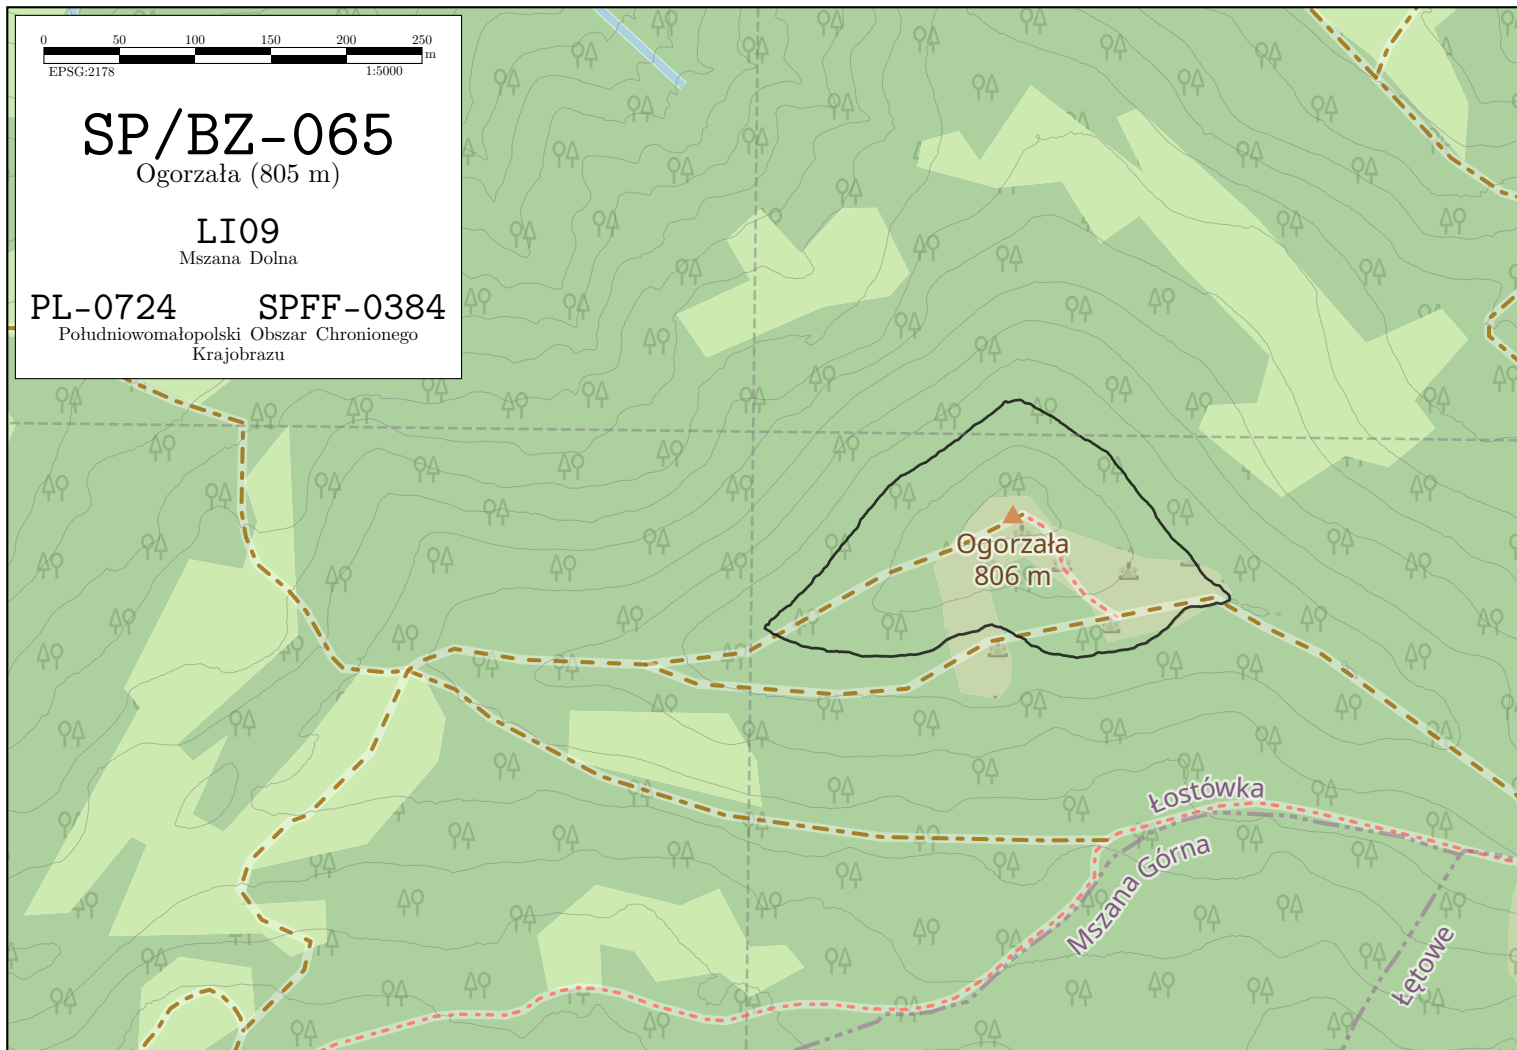 0 50 100 150 200 250
m
EPSG:2178 1:5000
SP/BZ-065
Ogorzała (805 m)
LI09
Mszana Dolna
PL-0724 SPFF-0384
Południowomałopolski Obszar Chronionego
Krajobrazu
Ogorzała
806 m
Łostówka
Mszana Górna
Łętowe